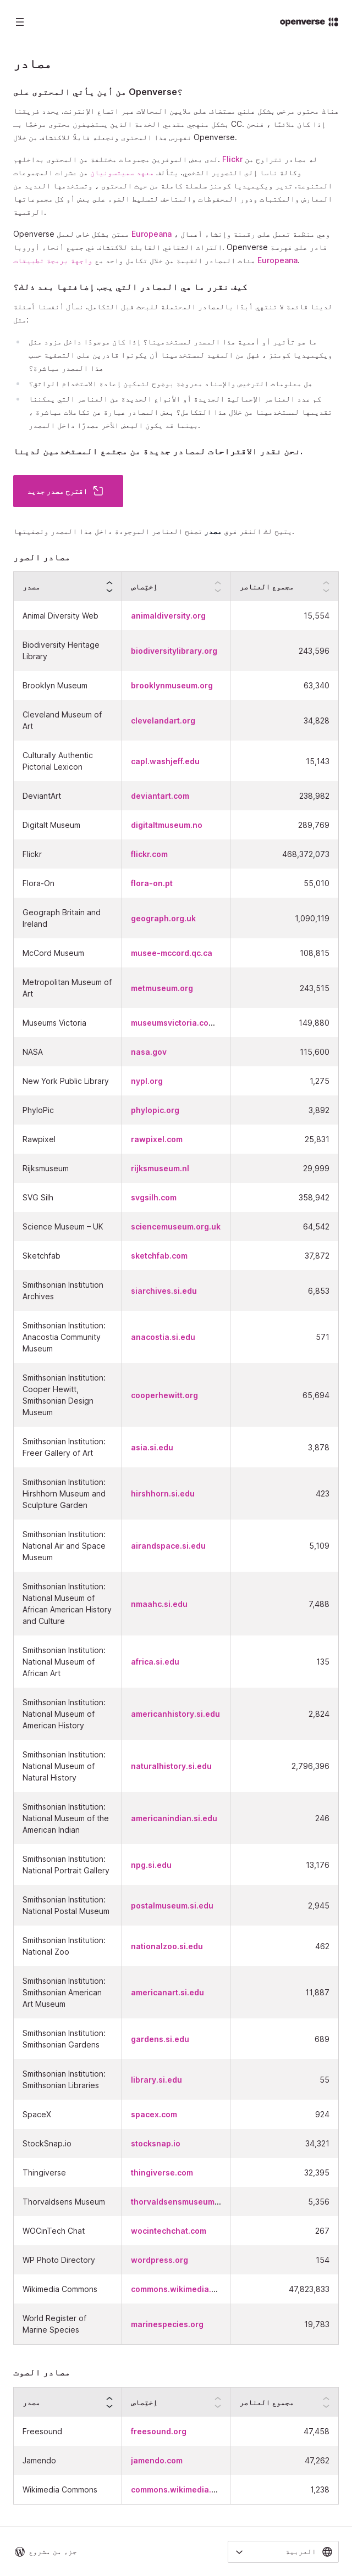 openverse
مصادر
من أين يأتي المحتوى على Openverse؟
هناك محتوى مرخص بشكل علني مستضاف على ملايين المجالات عبر اتساع الإنترنت. يحدد فريقنا
بشكل منهجي مقدمي الخدمة الذين يستضيفون محتوى مرخصًا بـ CC. إذا كان ملائمًا ، فنحن
نفهرس هذا المحتوى ونجعله قابلاً للاكتشاف من خلال Openverse.
لدى بعض الموفرين مجموعات مختلفة من المحتوى بداخلهم. Flickr له مصادر تتراوح من
وكالة ناسا إلى التصوير الشخصي. يتألف معهد سميثسونيان من عشرات المجموعات
المتنوعة. تدير ويكيميديا كومنز سلسلة كاملة من حيث المحتوى ، وتستخدمها العديد من
المعارض والمكتبات ودور المحفوظات والمتاحف لتسليط الضوء على بعض أو كل مجموعاتها
الرقمية.
Openverse ممتن بشكل خاص لعمل Europeana ، وهي منظمة تعمل على رقمنة وإنشاء أعمال
التراث الثقافي القابلة للاكتشاف في جميع أنحاء أوروبا. Openverse قادر على فهرسة
مئات المصادر القيمة من خلال تكامل واحد مع واجهة برمجة تطبيقات Europeana.
كيف نقرر ما هي المصادر التي يجب إضافتها بعد ذلك؟
لدينا قائمة لا تنتهي أبدًا بالمصادر المحتملة للبحث قبل التكامل. نسأل أنفسنا أسئلة
مثل:
ما هو تأثير أو أهمية هذا المصدر لمستخدمينا؟ إذا كان موجودًا داخل مزود مثل
ويكيميديا كومنز ، فهل من المفيد لمستخدمينا أن يكونوا قادرين على التصفية حسب
هذا المصدر مباشرة؟
هل معلومات الترخيص والإسناد معروضة بوضوح لتمكين إعادة الاستخدام الواثق؟
كم عدد العناصر الإجمالية الجديدة أو الأنواع الجديدة من العناصر التي يمكننا
تقديمها لمستخدمينا من خلال هذا التكامل؟ بعض المصادر عبارة عن تكاملات مباشرة ،
بينما قد يكون البعض الآخر مصدرًا داخل المصدر.
نحن نقدر الاقتراحات لمصادر جديدة من مجتمع المستخدمين لدينا.
اقترح مصدر جديد
يتيح لك النقر فوق مصدر تصفح العناصر الموجودة داخل هذا المصدر وتصفيتها.
مصادر الصور
مصدر اِختِصاص مجموع العناصر
Animal Diversity Web animaldiversity.org 15,554
Biodiversity Heritage Library biodiversitylibrary.org 243,596
Brooklyn Museum brooklynmuseum.org 63,340
Cleveland Museum of Art clevelandart.org 34,828
Culturally Authentic Pictorial Lexicon capl.washjeff.edu 15,143
DeviantArt deviantart.com 238,982
Digitalt Museum digitaltmuseum.no 289,769
Flickr flickr.com 468,372,073
Flora-On flora-on.pt 55,010
Geograph Britain and Ireland geograph.org.uk 1,090,119
McCord Museum musee-mccord.qc.ca 108,815
Metropolitan Museum of Art metmuseum.org 243,515
Museums Victoria museumsvictoria.co... 149,880
NASA nasa.gov 115,600
New York Public Library nypl.org 1,275
PhyloPic phylopic.org 3,892
Rawpixel rawpixel.com 25,831
Rijksmuseum rijksmuseum.nl 29,999
SVG Silh svgsilh.com 358,942
Science Museum – UK sciencemuseum.org.uk 64,542
Sketchfab sketchfab.com 37,872
Smithsonian Institution Archives siarchives.si.edu 6,853
Smithsonian Institution: Anacostia Community Museum anacostia.si.edu 571
Smithsonian Institution: Cooper Hewitt, Smithsonian Design Museum cooperhewitt.org 65,694
Smithsonian Institution: Freer Gallery of Art asia.si.edu 3,878
Smithsonian Institution: Hirshhorn Museum and Sculpture Garden hirshhorn.si.edu 423
Smithsonian Institution: National Air and Space Museum airandspace.si.edu 5,109
Smithsonian Institution: National Museum of African American History and Culture nmaahc.si.edu 7,488
Smithsonian Institution: National Museum of African Art africa.si.edu 135
Smithsonian Institution: National Museum of American History americanhistory.si.edu 2,824
Smithsonian Institution: National Museum of Natural History naturalhistory.si.edu 2,796,396
Smithsonian Institution: National Museum of the American Indian americanindian.si.edu 246
Smithsonian Institution: National Portrait Gallery npg.si.edu 13,176
Smithsonian Institution: National Postal Museum postalmuseum.si.edu 2,945
Smithsonian Institution: National Zoo nationalzoo.si.edu 462
Smithsonian Institution: Smithsonian American Art Museum americanart.si.edu 11,887
Smithsonian Institution: Smithsonian Gardens gardens.si.edu 689
Smithsonian Institution: Smithsonian Libraries library.si.edu 55
SpaceX spacex.com 924
StockSnap.io stocksnap.io 34,321
Thingiverse thingiverse.com 32,395
Thorvaldsens Museum thorvaldsensmuseum... 5,356
WOCinTech Chat wocintechchat.com 267
WP Photo Directory wordpress.org 154
Wikimedia Commons commons.wikimedia.... 47,823,833
World Register of Marine Species marinespecies.org 19,783
مصادر الصوت
مصدر اِختِصاص مجموع العناصر
Freesound freesound.org 47,458
Jamendo jamendo.com 47,262
Wikimedia Commons commons.wikimedia.... 1,238
العربية
جزء من مشروع